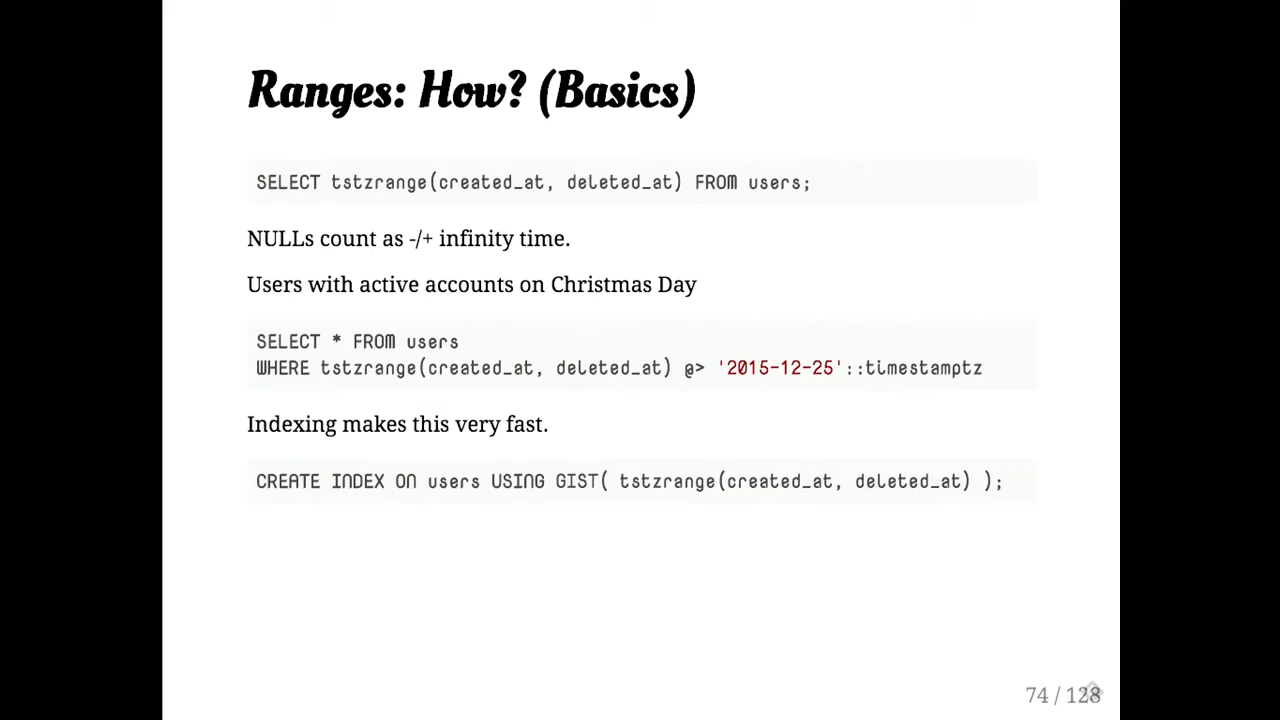 Ranges: How? (Basics)
SELECT tstzrange(created_at, deleted_at) FROM users;
NULLs count as -/+ infinity time.
Users with active accounts on Christmas Day
SELECT * FROM users
WHERE tstzrange(created_at, deleted_at) @> '2015-12-25'::timestamptz
Indexing makes this very fast.
CREATE INDEX ON users USING GIST( tstzrange(created_at, deleted_at) );
74 / 128